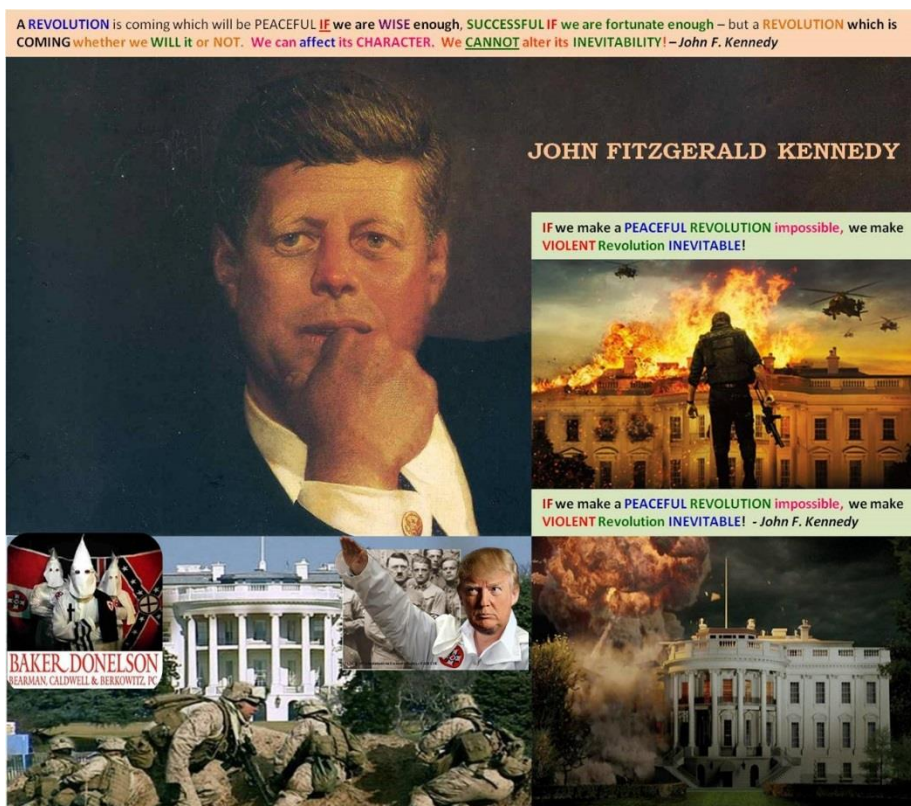 A REVOLUTION is coming which will be PEACEFUL IF we are WISE enough, SUCCESSFUL IF we are fortunate enough – but a REVOLUTION which is
COMING whether we WILL it or NOT. We can affect its CHARACTER. We CANNOT alter its INEVITABILITY! – John F. Kennedy
JOHN FITZGERALD KENNEDY
IF we make a PEACEFUL REVOLUTION impossible, we make
VIOLENT Revolution INEVITABLE!
IF we make a PEACEFUL REVOLUTION impossible, we make
VIOLENT Revolution INEVITABLE! - John F. Kennedy
BAKER DONELSON
BEARMAN, CALDWELL & BERKOWITZ, PC